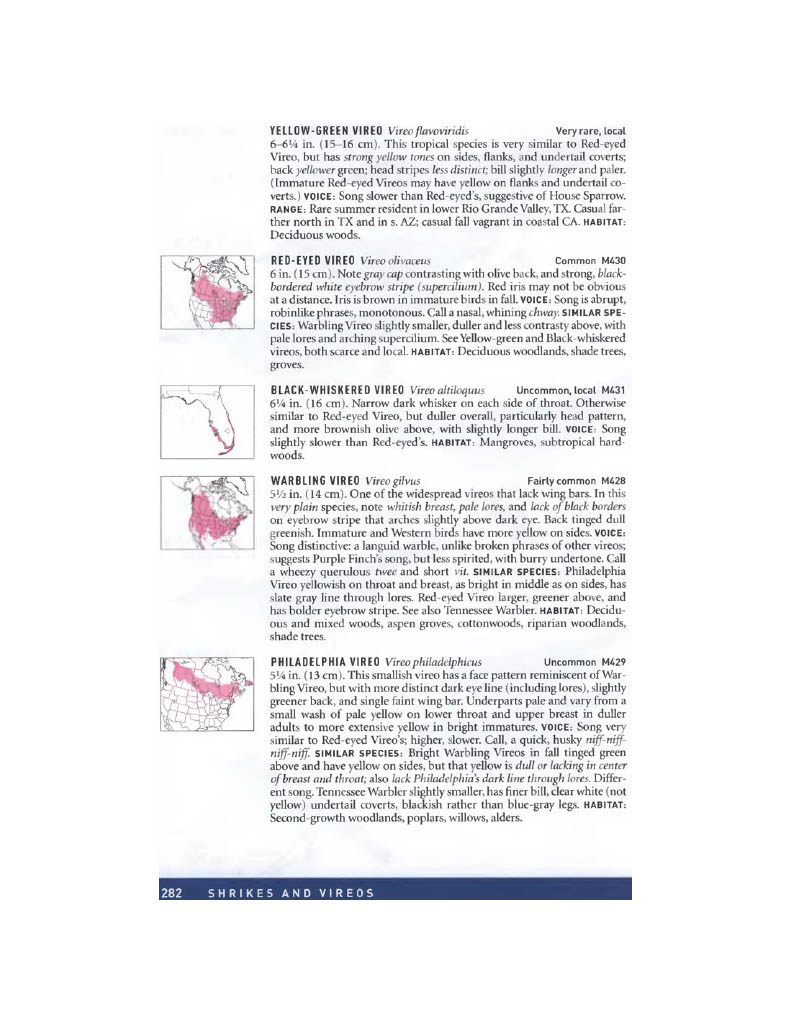 YELLOW-GREEN VIREO Vireo flavoviridis Very rare, local
6–6¼ in. (15–16 cm). This tropical species is very similar to Red-eyed
Vireo, but has strong yellow tones on sides, flanks, and undertail coverts;
back yellower green; head stripes less distinct; bill slightly longer and paler.
(Immature Red-eyed Vireos may have yellow on flanks and undertail co-
verts.) VOICE: Song slower than Red-eyed's, suggestive of House Sparrow.
RANGE: Rare summer resident in lower Rio Grande Valley, TX. Casual far-
ther north in TX and in s. AZ; casual fall vagrant in coastal CA. HABITAT:
Deciduous woods.
RED-EYED VIREO Vireo olivaceus Common M430
6 in. (15 cm). Note gray cap contrasting with olive back, and strong, black-
bordered white eyebrow stripe (supercilium). Red iris may not be obvious
at a distance. Iris is brown in immature birds in fall. VOICE: Song is abrupt,
robinlike phrases, monotonous. Call a nasal, whining chway. SIMILAR SPE-
CIES: Warbling Vireo slightly smaller, duller and less contrasty above, with
pale lores and arching supercilium. See Yellow-green and Black-whiskered
vireos, both scarce and local. HABITAT: Deciduous woodlands, shade trees,
groves.
BLACK-WHISKERED VIREO Vireo altiloquus Uncommon, local M431
6¼ in. (16 cm). Narrow dark whisker on each side of throat. Otherwise
similar to Red-eyed Vireo, but duller overall, particularly head pattern,
and more brownish olive above, with slightly longer bill. VOICE: Song
slightly slower than Red-eyed's. HABITAT: Mangroves, subtropical hard-
woods.
WARBLING VIREO Vireo gilvus Fairly common M428
5½ in. (14 cm). One of the widespread vireos that lack wing bars. In this
very plain species, note whitish breast, pale lores, and lack of black borders
on eyebrow stripe that arches slightly above dark eye. Back tinged dull
greenish. Immature and Western birds have more yellow on sides. VOICE:
Song distinctive: a languid warble, unlike broken phrases of other vireos;
suggests Purple Finch's song, but less spirited, with burry undertone. Call
a wheezy querulous twee and short vit. SIMILAR SPECIES: Philadelphia
Vireo yellowish on throat and breast, as bright in middle as on sides, has
slate gray line through lores. Red-eyed Vireo larger, greener above, and
has bolder eyebrow stripe. See also Tennessee Warbler. HABITAT: Decidu-
ous and mixed woods, aspen groves, cottonwoods, riparian woodlands,
shade trees.
PHILADELPHIA VIREO Vireo philadelphicus Uncommon M429
5¼ in. (13 cm). This smallish vireo has a face pattern reminiscent of War-
bling Vireo, but with more distinct dark eye line (including lores), slightly
greener back, and single faint wing bar. Underparts pale and vary from a
small wash of pale yellow on lower throat and upper breast in duller
adults to more extensive yellow in bright immatures. VOICE: Song very
similar to Red-eyed Vireo's; higher, slower. Call, a quick, husky niff-niff-
niff-niff. SIMILAR SPECIES: Bright Warbling Vireos in fall tinged green
above and have yellow on sides, but that yellow is dull or lacking in center
of breast and throat; also lack Philadelphia's dark line through lores. Differ-
ent song. Tennessee Warbler slightly smaller, has finer bill, clear white (not
yellow) undertail coverts, blackish rather than blue-gray legs. HABITAT:
Second-growth woodlands, poplars, willows, alders.
282 SHRIKES AND VIREOS